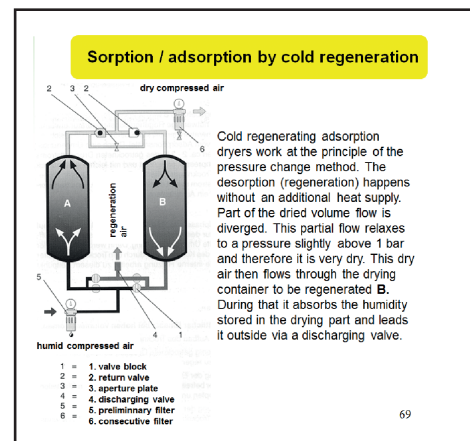 Sorption / adsorption by cold regeneration
2 3 2 dry compressed air
6
A
B
regeneration
air
5
4
1
humid compressed air
1 = 1. valve block
2 = 2. return valve
3 = 3. aperture plate
4 = 4. discharging valve
5 = 5. preliminnary filter
6 = 6. consecutive filter
Cold regenerating adsorption
dryers work at the principle of the
pressure change method. The
desorption (regeneration) happens
without an additional heat supply.
Part of the dried volume flow is
diverged. This partial flow relaxes
to a pressure slightly above 1 bar
and therefore it is very dry. This dry
air then flows through the drying
container to be regenerated B.
During that it absorbs the humidity
stored in the drying part and leads
it outside via a discharging valve.
69